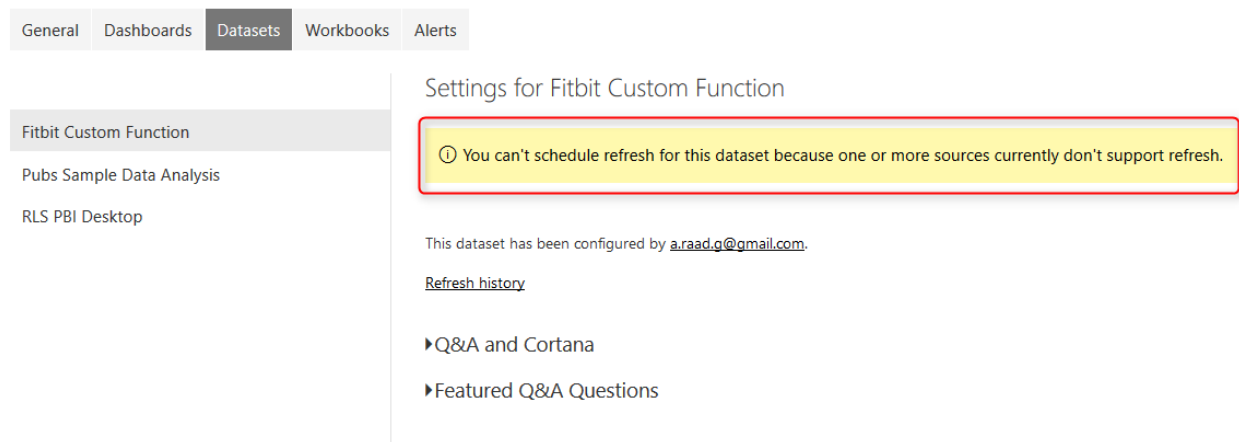 General Dashboards Datasets Workbooks Alerts
Settings for Fitbit Custom Function
Fitbit Custom Function
Pubs Sample Data Analysis
RLS PBI Desktop
You can't schedule refresh for this dataset because one or more sources currently don't support refresh.
This dataset has been configured by a.raad.g@gmail.com.
Refresh history
Q&A and Cortana
Featured Q&A Questions